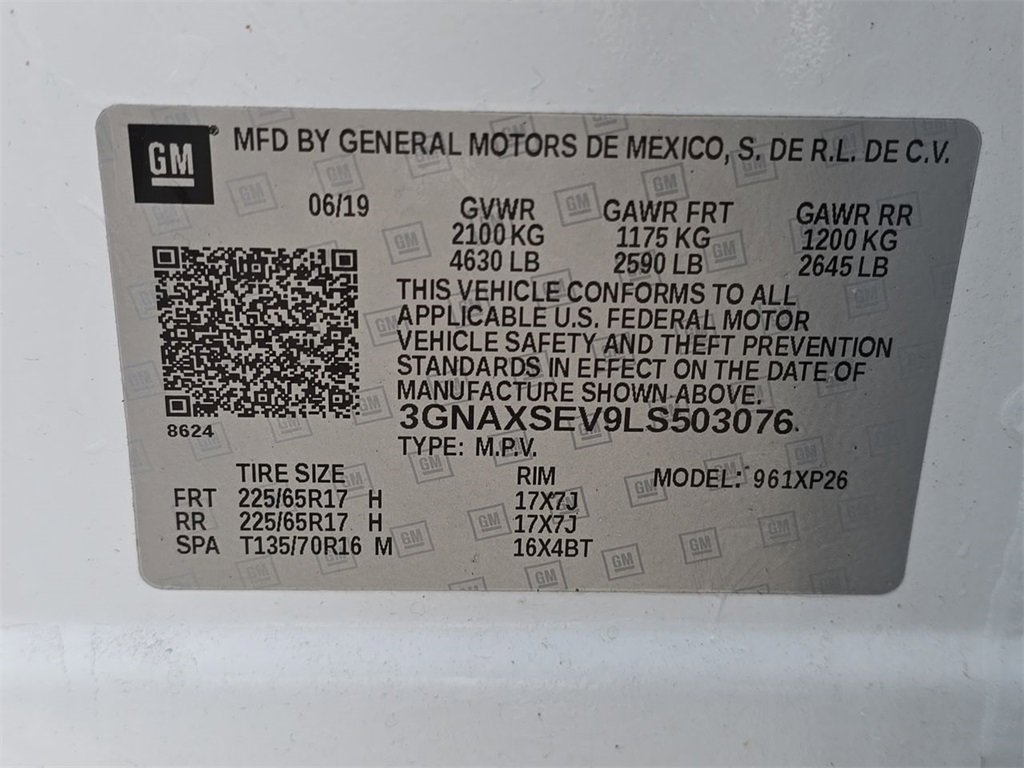 GM® MFD BY GENERAL MOTORS DE MEXICO, S. DE R.L. DE C.V.
06/19 GVWR GAWR FRT GAWR RR
2100 KG 1175 KG 1200 KG
4630 LB 2590 LB 2645 LB
THIS VEHICLE CONFORMS TO ALL
APPLICABLE U.S. FEDERAL MOTOR
VEHICLE SAFETY AND THEFT PREVENTION
STANDARDS IN EFFECT ON THE DATE OF
MANUFACTURE SHOWN ABOVE.
3GNAXSEV9LS503076.
8624
TYPE: M.P.V.
TIRE SIZE RIM MODEL: 961XP26
FRT 225/65R17 H 17X7J
RR 225/65R17 H 17X7J
SPA T135/70R16 M 16X4BT